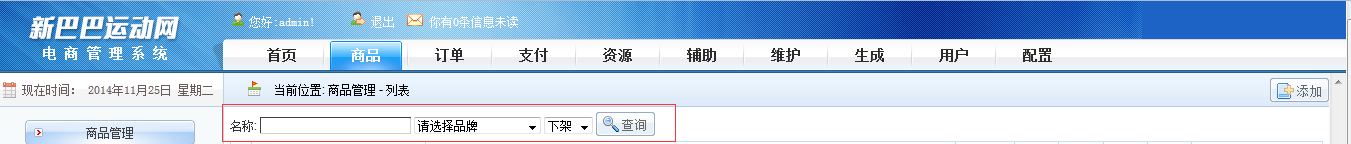 新巴巴运动网
电商管理系统
您好:admin!
退出
您有0条信息未读
首页
商品
订单
支付
资源
辅助
维护
生成
用户
配置
现在时间: 2014年11月25日 星期二
当前位置: 商品管理 - 列表
添加
商品管理
名称:
请选择品牌
下架
查询